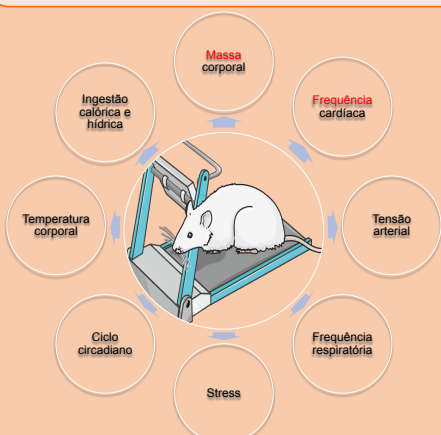 Massa
corporal
Frequência
cardíaca
Tensão
arterial
Frequência
respiratória
Stress
Ciclo
circadiano
Temperatura
corporal
Ingestão
calórica e
hídrica